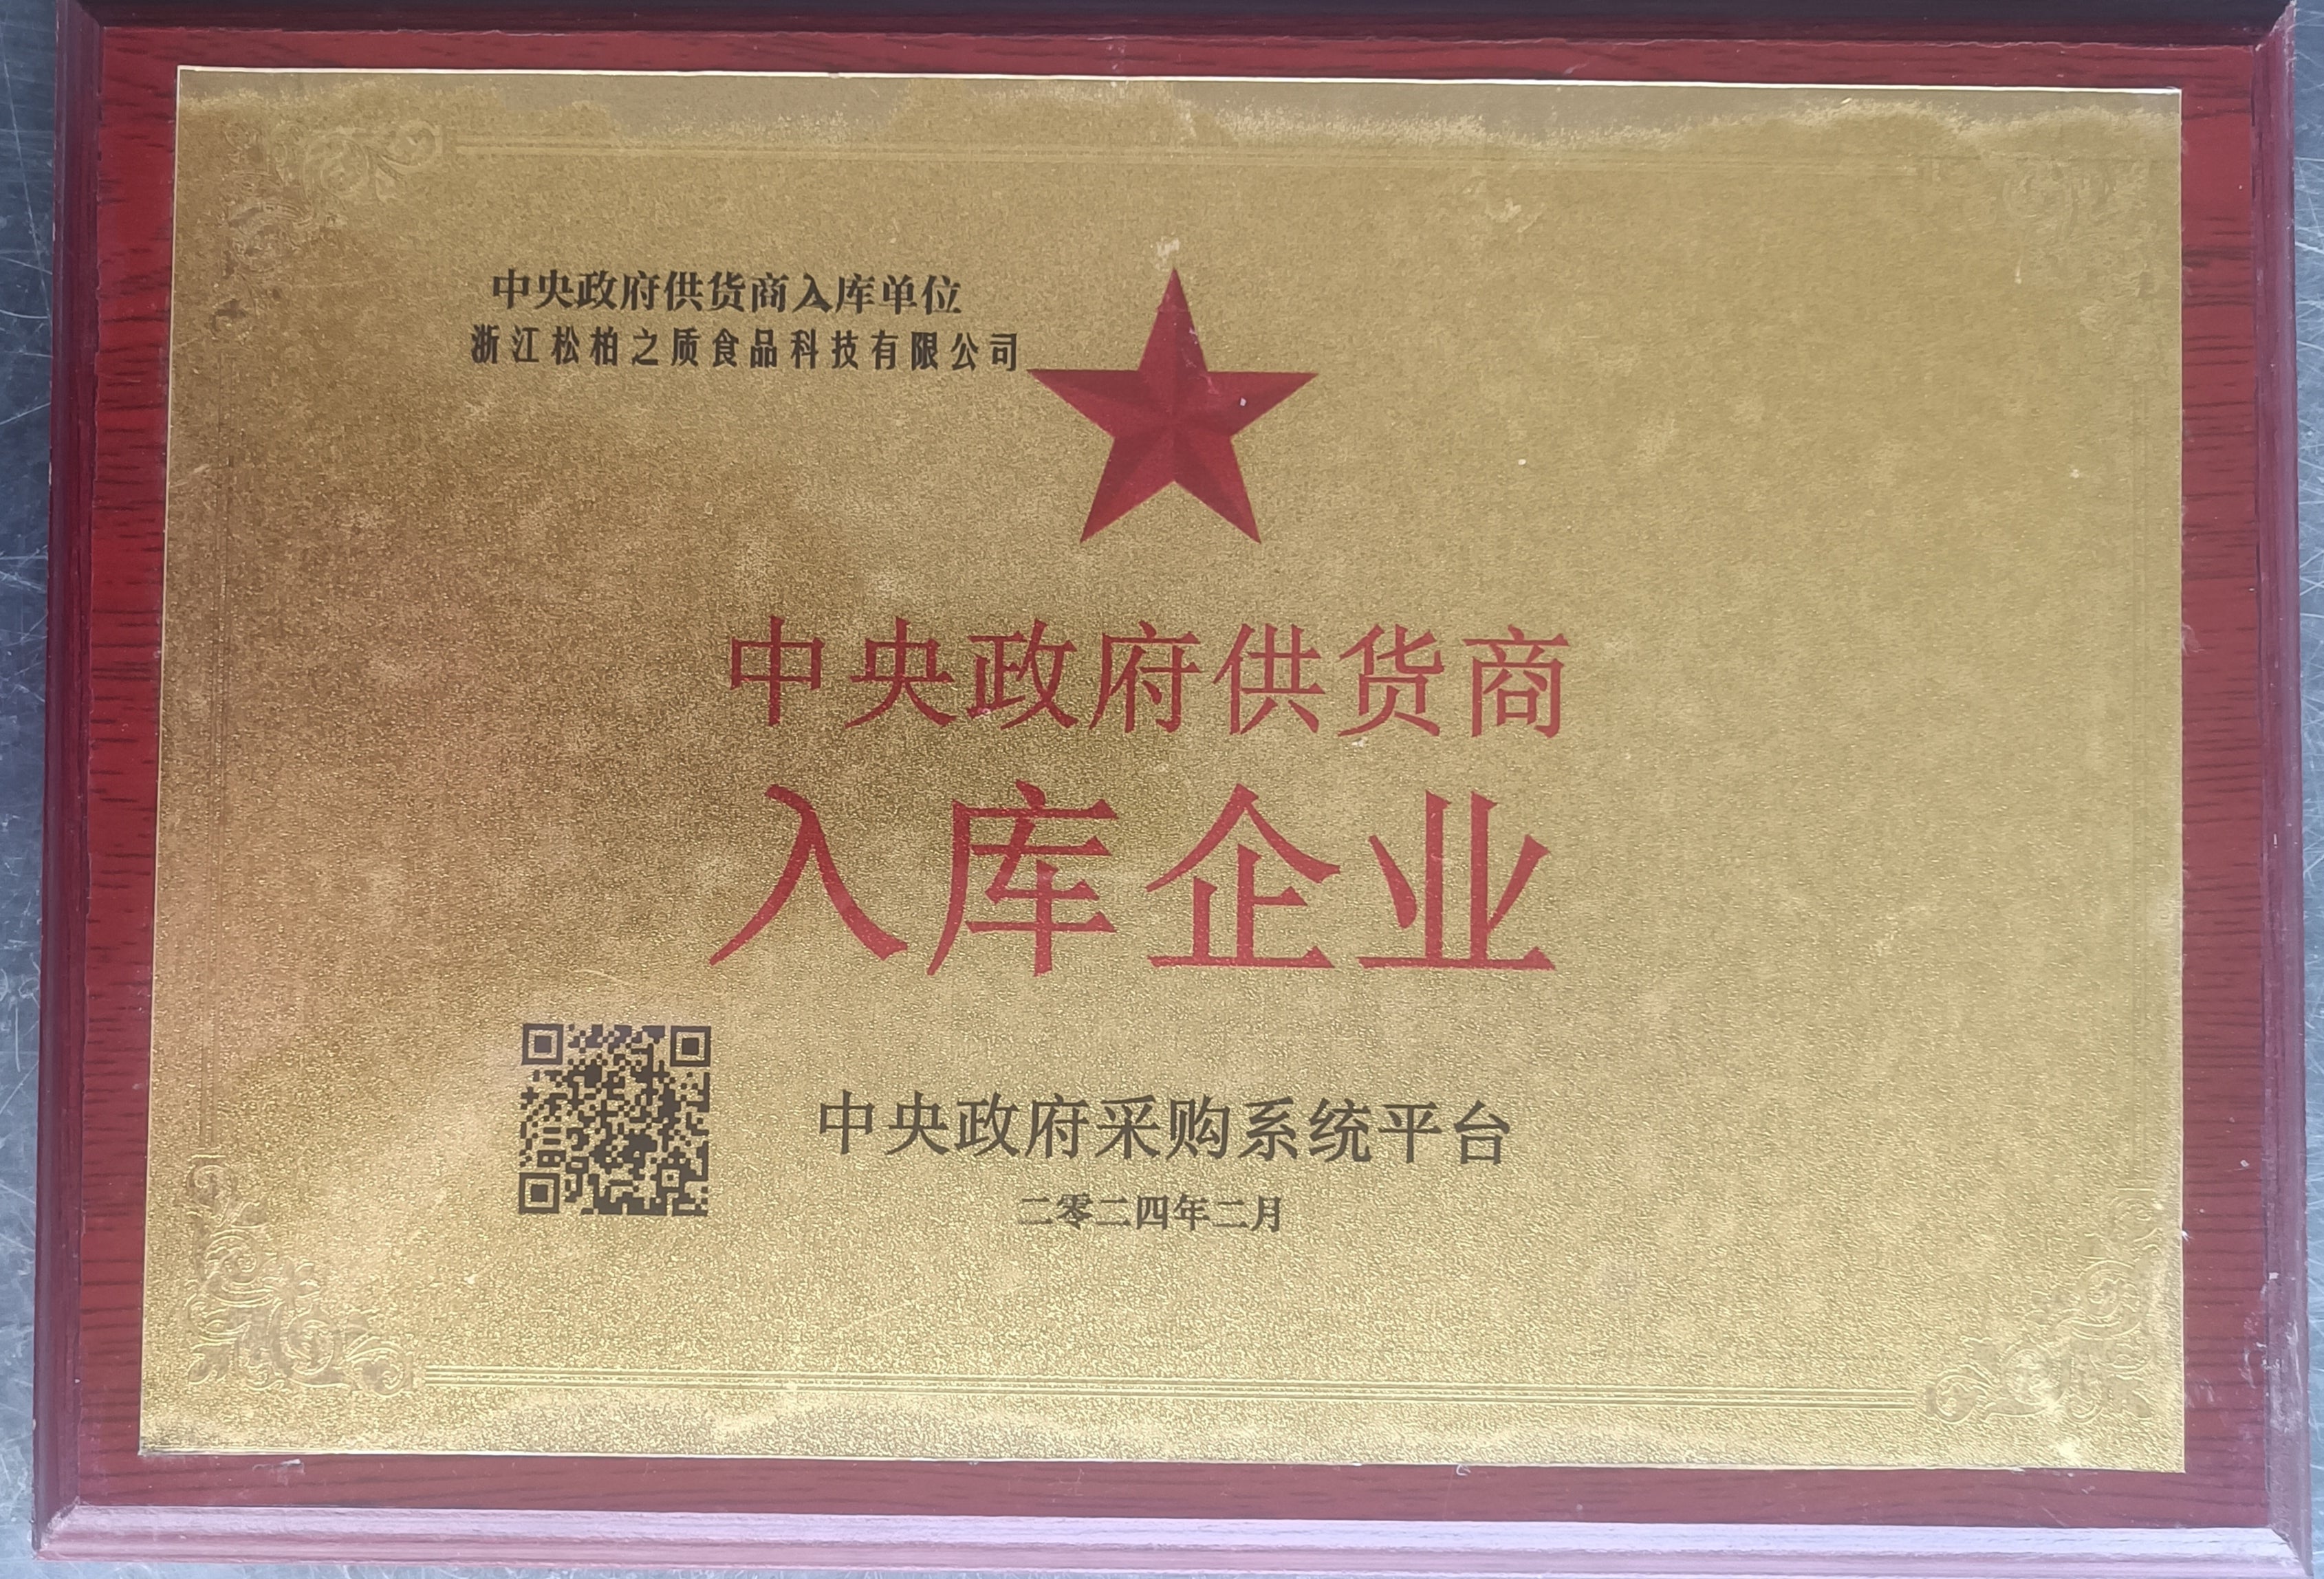 中央政府供货商入库单位
浙江松柏之质食品科技有限公司
中央政府供货商
入库企业
中央政府采购系统平台
二零二四年二月